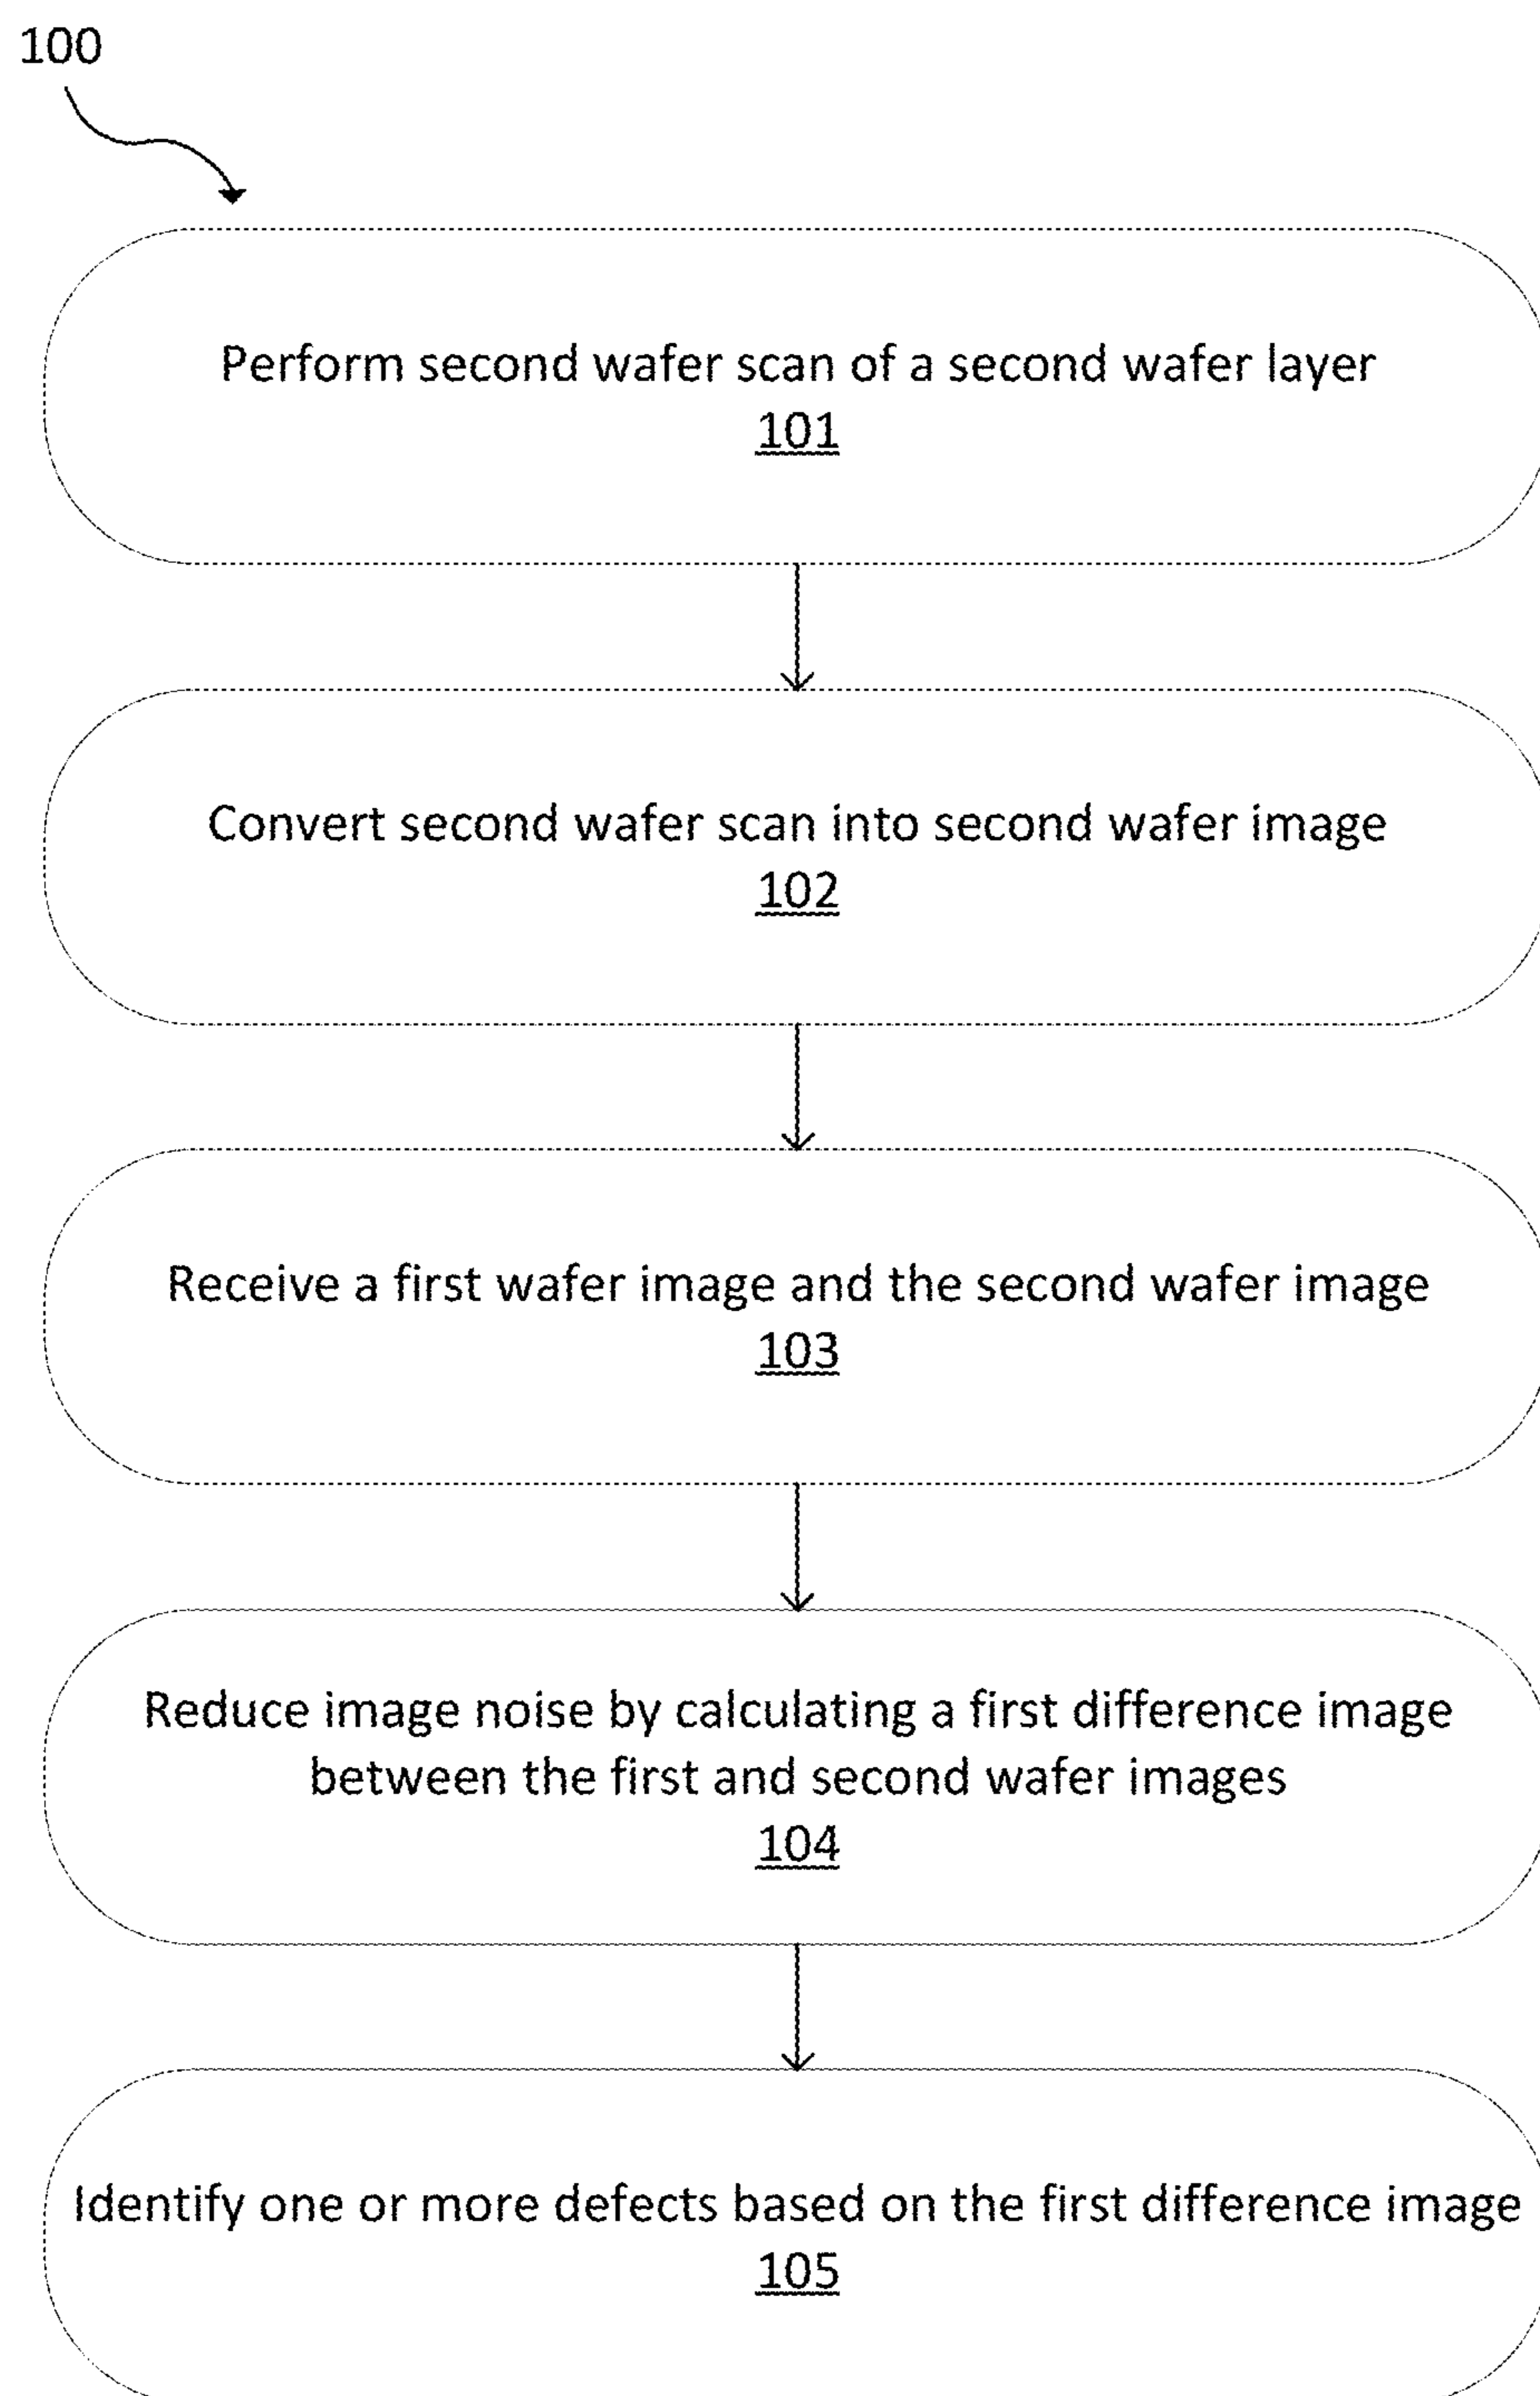 100
Perform second wafer scan of a second wafer layer
101
Convert second wafer scan into second wafer image
102
Receive a first wafer image and the second wafer image
103
Reduce image noise by calculating a first difference image
between the first and second wafer images
104
Identify one or more defects based on the first difference image
105